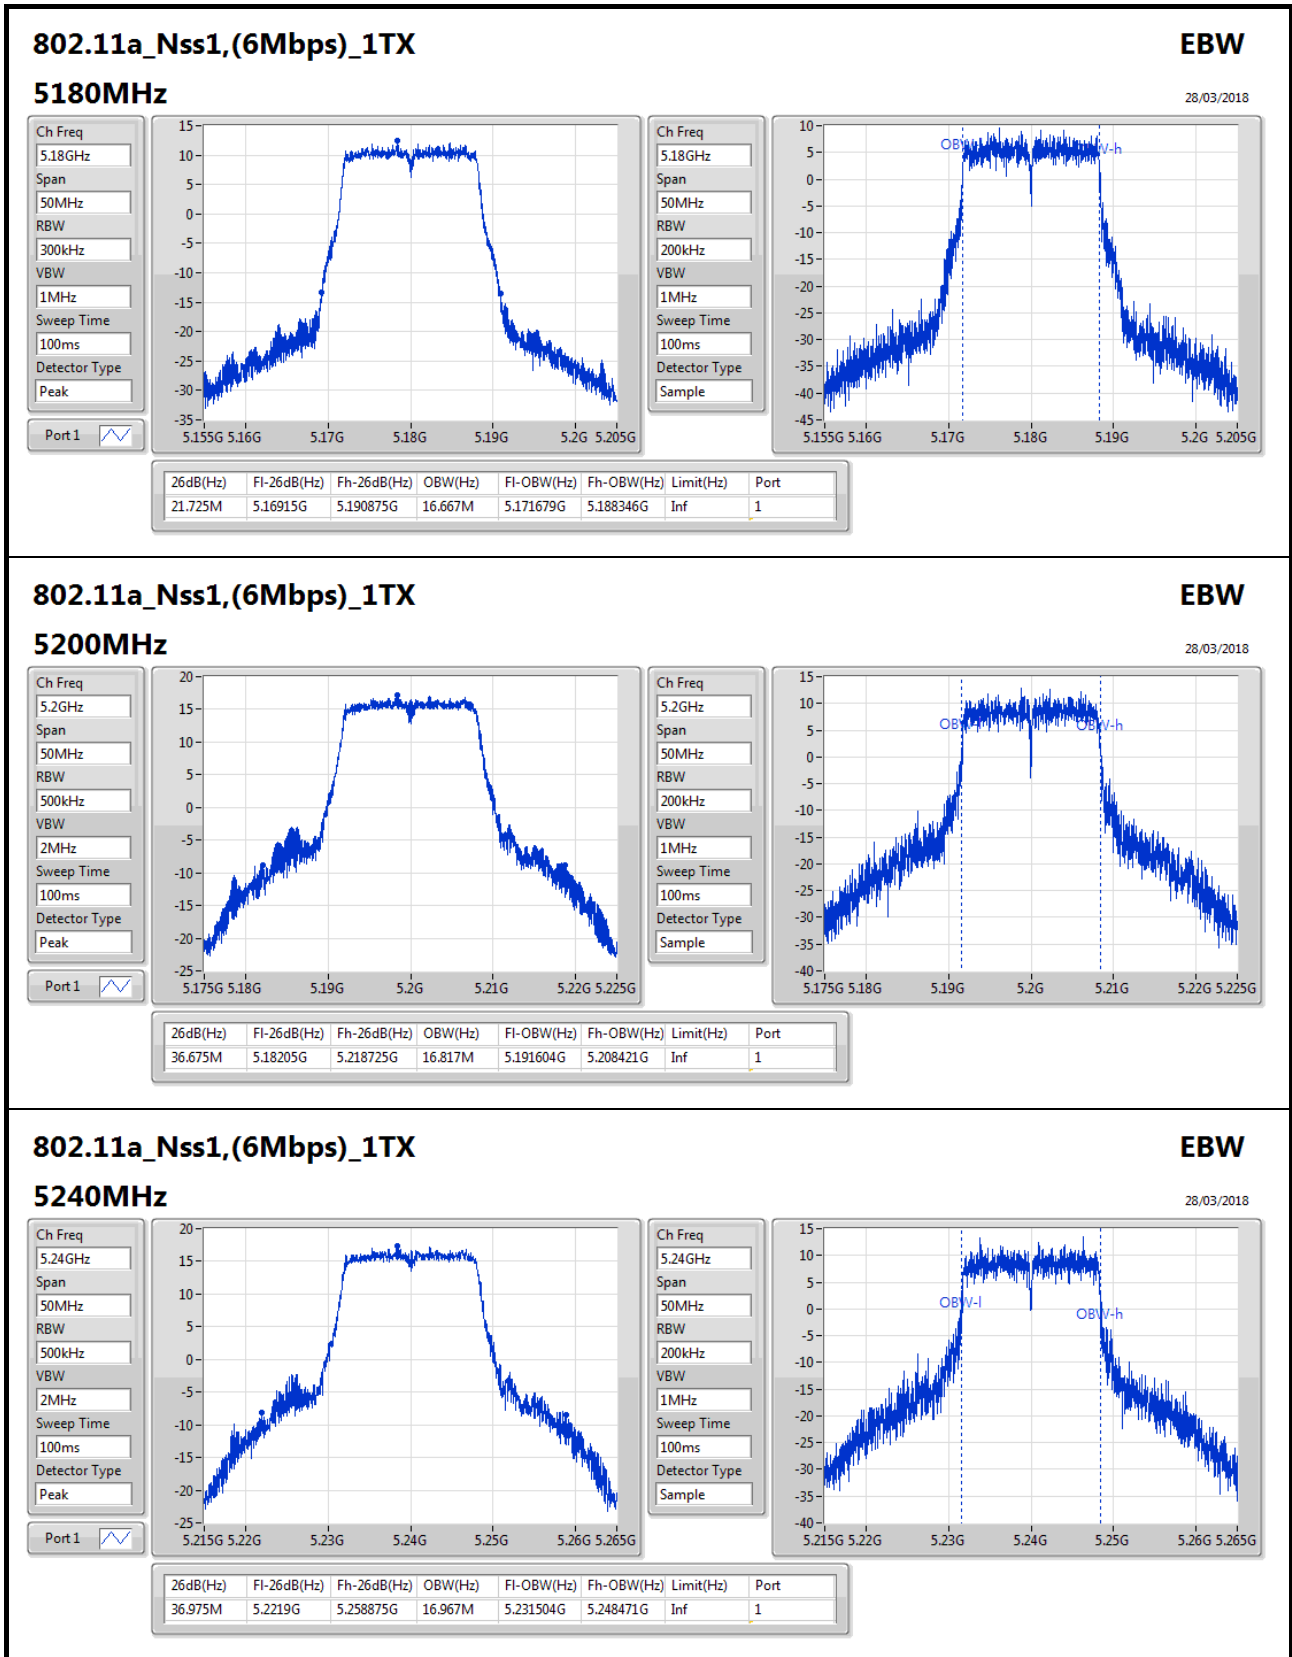 802.11a_Nss1,(6Mbps)_1TX EBW
5180MHz 28/03/2018
Ch Freq
5.18GHz
Span
50MHz
RBW
300kHz
VBW
1MHz
Sweep Time
100ms
Detector Type
Peak
Port 1
15
10
5
0
-5
-10
-15
-20
-25
-30
-35
5.155G 5.16G 5.17G 5.18G 5.19G 5.2G 5.205G
Ch Freq
5.18GHz
Span
50MHz
RBW
200kHz
VBW
1MHz
Sweep Time
100ms
Detector Type
Sample
10
5
0
-5
-10
-15
-20
-25
-30
-35
-40
-45
5.155G 5.16G 5.17G 5.18G 5.19G 5.2G 5.205G
26dB(Hz) Fl-26dB(Hz) Fh-26dB(Hz) OBW(Hz) Fl-OBW(Hz) Fh-OBW(Hz) Limit(Hz) Port
21.725M 5.16915G 5.190875G 16.667M 5.171679G 5.188346G Inf 1
802.11a_Nss1,(6Mbps)_1TX EBW
5200MHz 28/03/2018
Ch Freq
5.2GHz
Span
50MHz
RBW
500kHz
VBW
2MHz
Sweep Time
100ms
Detector Type
Peak
Port 1
20
15
10
5
0
-5
-10
-15
-20
-25
5.175G 5.18G 5.19G 5.2G 5.21G 5.22G 5.225G
Ch Freq
5.2GHz
Span
50MHz
RBW
200kHz
VBW
1MHz
Sweep Time
100ms
Detector Type
Sample
15
10
5
0
-5
-10
-15
-20
-25
-30
-35
-40
OBW-h
5.175G 5.18G 5.19G 5.2G 5.21G 5.22G 5.225G
26dB(Hz) Fl-26dB(Hz) Fh-26dB(Hz) OBW(Hz) Fl-OBW(Hz) Fh-OBW(Hz) Limit(Hz) Port
36.675M 5.18205G 5.218725G 16.817M 5.191604G 5.208421G Inf 1
802.11a_Nss1,(6Mbps)_1TX EBW
5240MHz 28/03/2018
Ch Freq
5.24GHz
Span
50MHz
RBW
500kHz
VBW
2MHz
Sweep Time
100ms
Detector Type
Peak
Port 1
20
15
10
5
0
-5
-10
-15
-20
-25
5.215G 5.22G 5.23G 5.24G 5.25G 5.26G 5.265G
Ch Freq
5.24GHz
Span
50MHz
RBW
200kHz
VBW
1MHz
Sweep Time
100ms
Detector Type
Sample
15
10
5
0
-5
-10
-15
-20
-25
-30
-35
-40
OBW-l OBW-h
5.215G 5.22G 5.23G 5.24G 5.25G 5.26G 5.265G
26dB(Hz) Fl-26dB(Hz) Fh-26dB(Hz) OBW(Hz) Fl-OBW(Hz) Fh-OBW(Hz) Limit(Hz) Port
36.975M 5.2219G 5.258875G 16.967M 5.231504G 5.248471G Inf 1